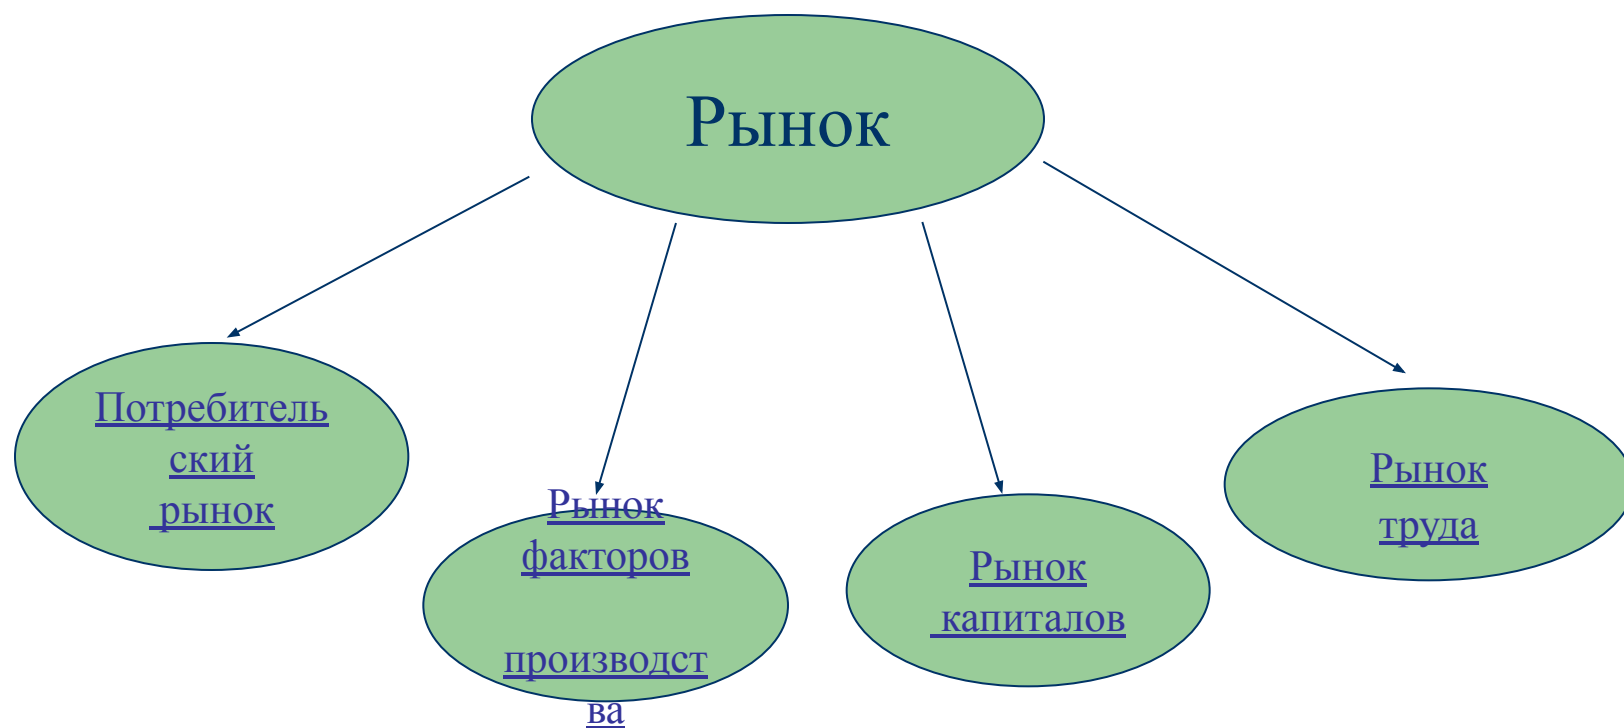 Рынок
Потребитель
ский
рынок
Рынок
факторов
производст
ва
Рынок
капиталов
Рынок
труда